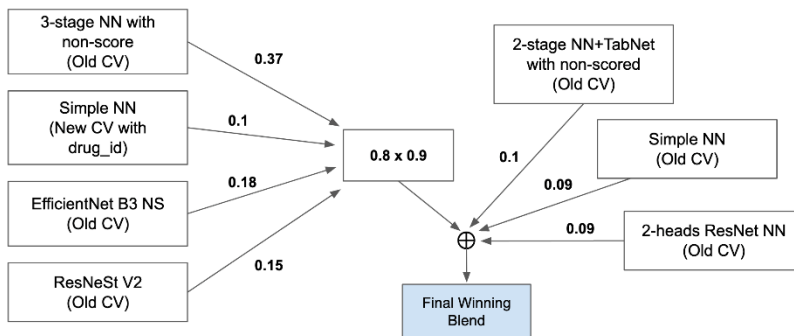 3-stage NN with
non-score
(Old CV)
0.37
Simple NN
(New CV with
drug_id)
0.1
EfficientNet B3 NS
(Old CV)
0.18
ResNeSt V2
(Old CV)
0.15
0.8 x 0.9
2-stage NN+TabNet
with non-scored
(Old CV)
0.1
Simple NN
(Old CV)
0.09
2-heads ResNet NN
(Old CV)
0.09
Final Winning
Blend